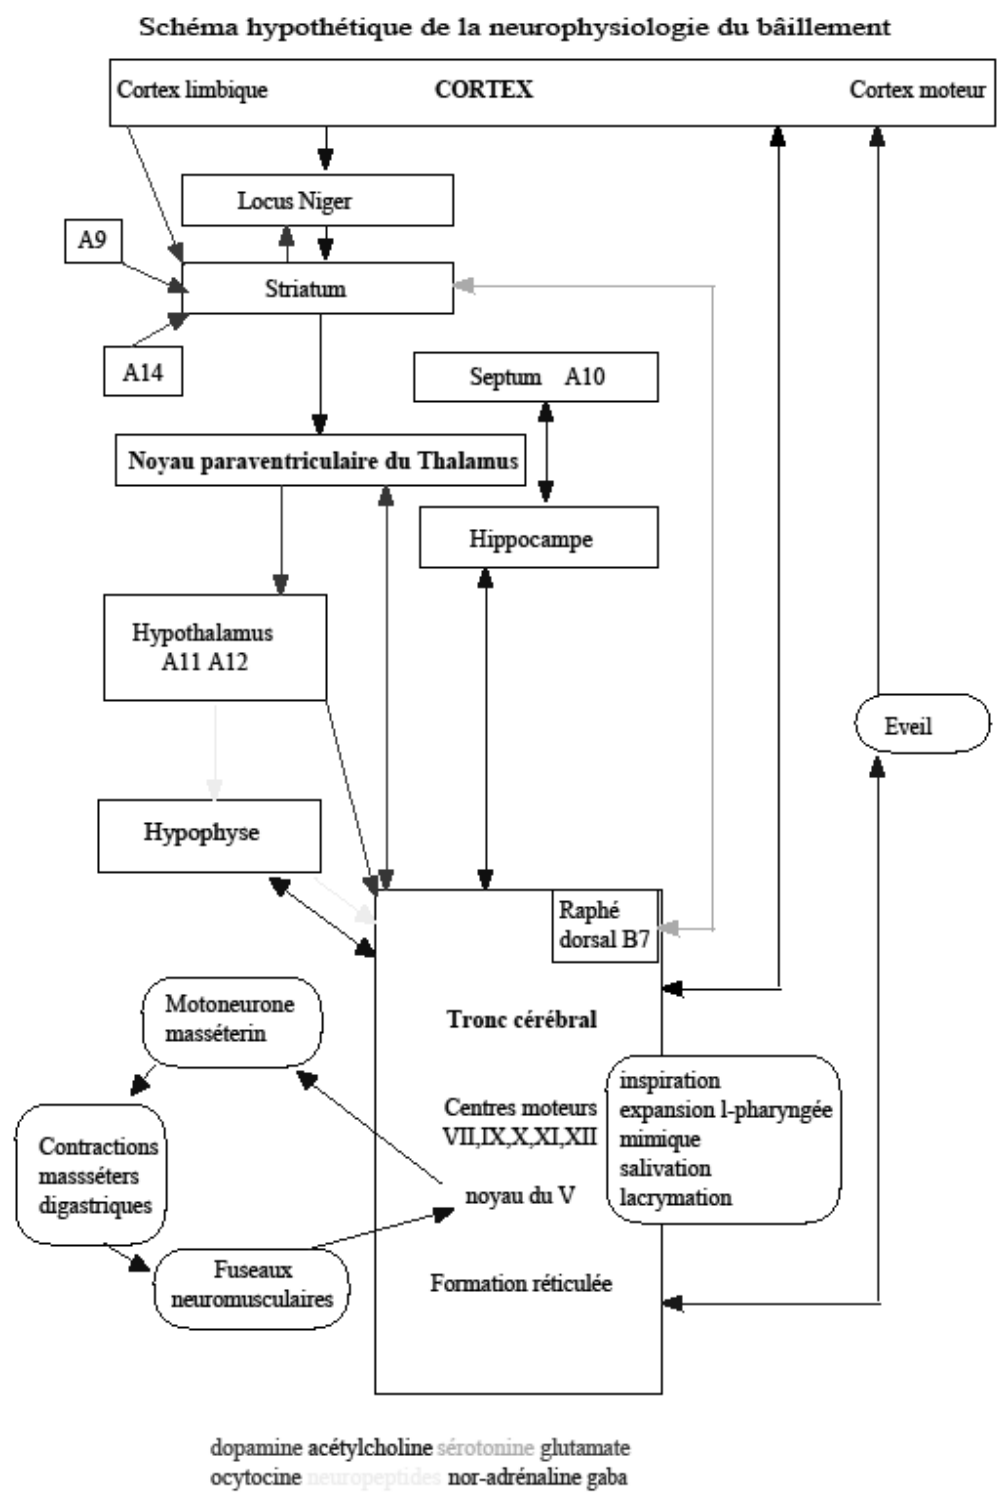 Schéma hypothétique de la neurophysiologie du bâillement
Cortex limbique CORTEX Cortex moteur
Locus Niger
A9
Striatum
A14
Septum A10
Noyau paraventriculaire du Thalamus
Hippocampe
Hypothalamus
A11 A12
Eveil
Hypophyse
Raphé
dorsal B7
Motoneurone
masséterin
Tronc cérébral
Contractions
massséters
digastriques
Centres moteurs
VII,IX,X,XI,XII
inspiration
expansion l-pharyngée
mimique
salivation
lacrymation
noyau du V
Fuseaux
neuromusculaires
Formation réticulée
dopamine acétylcholine sérotonine glutamate
ocytocine neuropeptides nor-adrénaline gaba